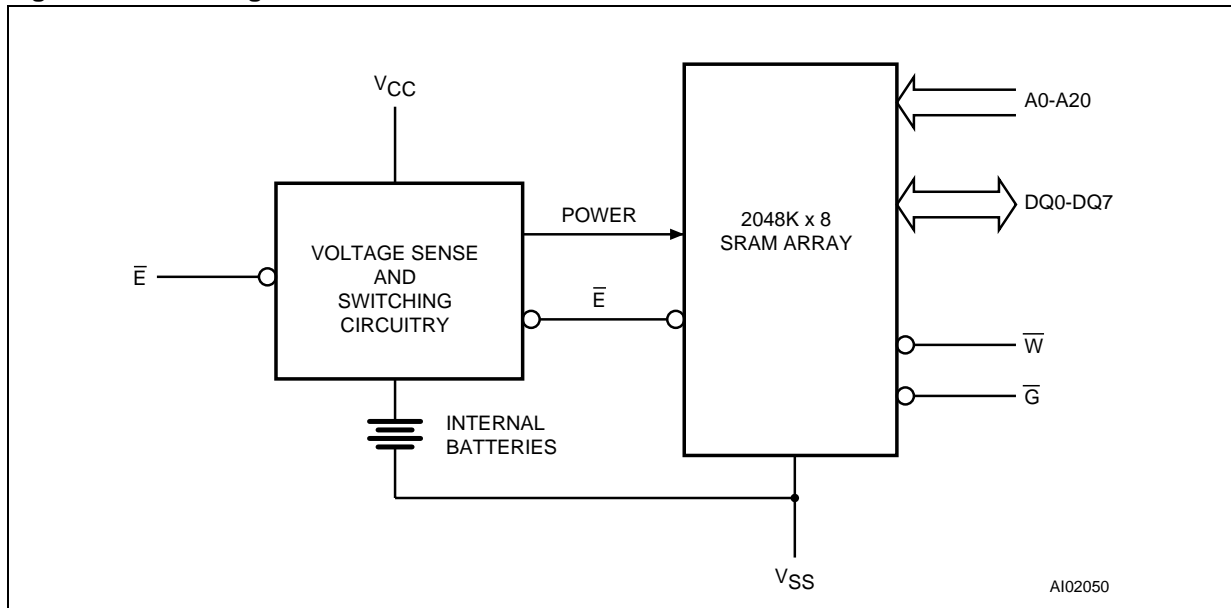 VCC
A0-A20
DQ0-DQ7
POWER
2048K x 8
SRAM ARRAY
VOLTAGE SENSE
AND
SWITCHING
CIRCUITRY
E̅
E̅
W̅
G̅
INTERNAL
BATTERIES
VSS
AI02050